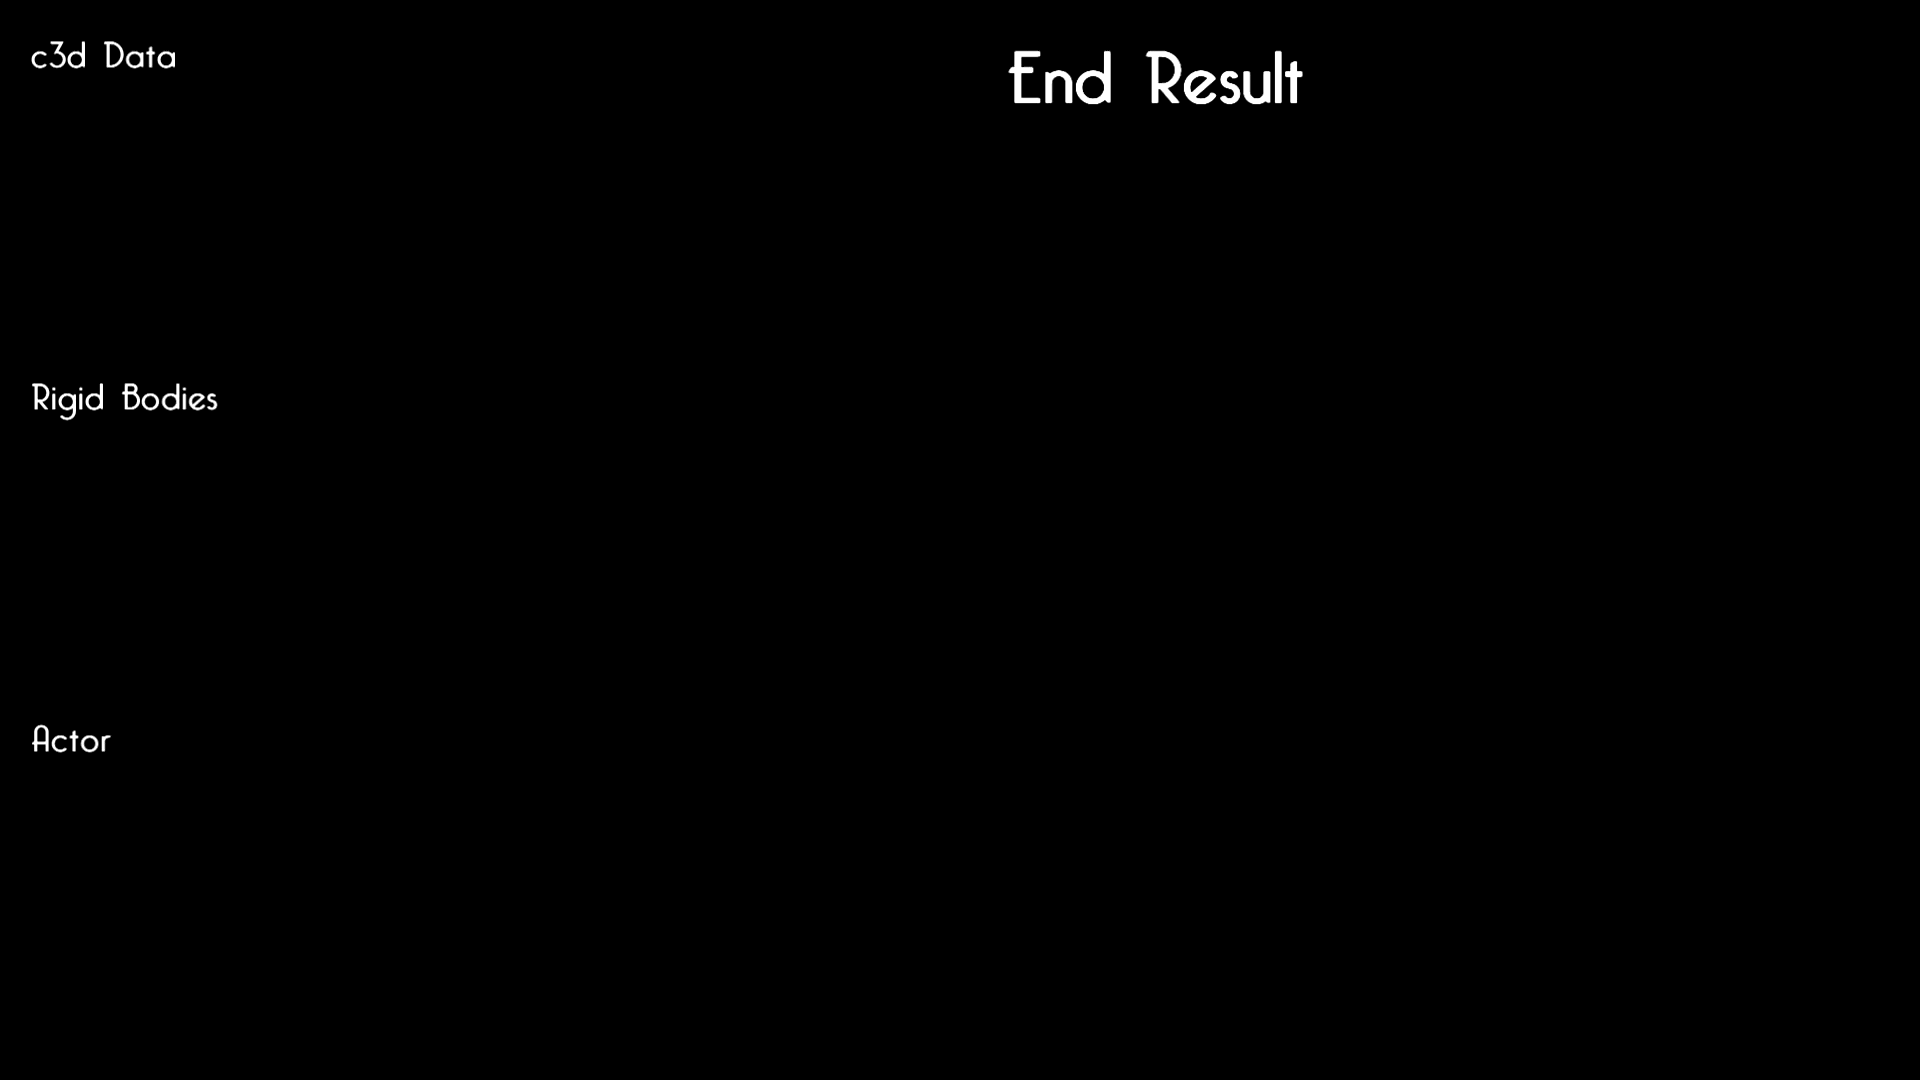 c3d Data
End Result
Rigid Bodies
Actor